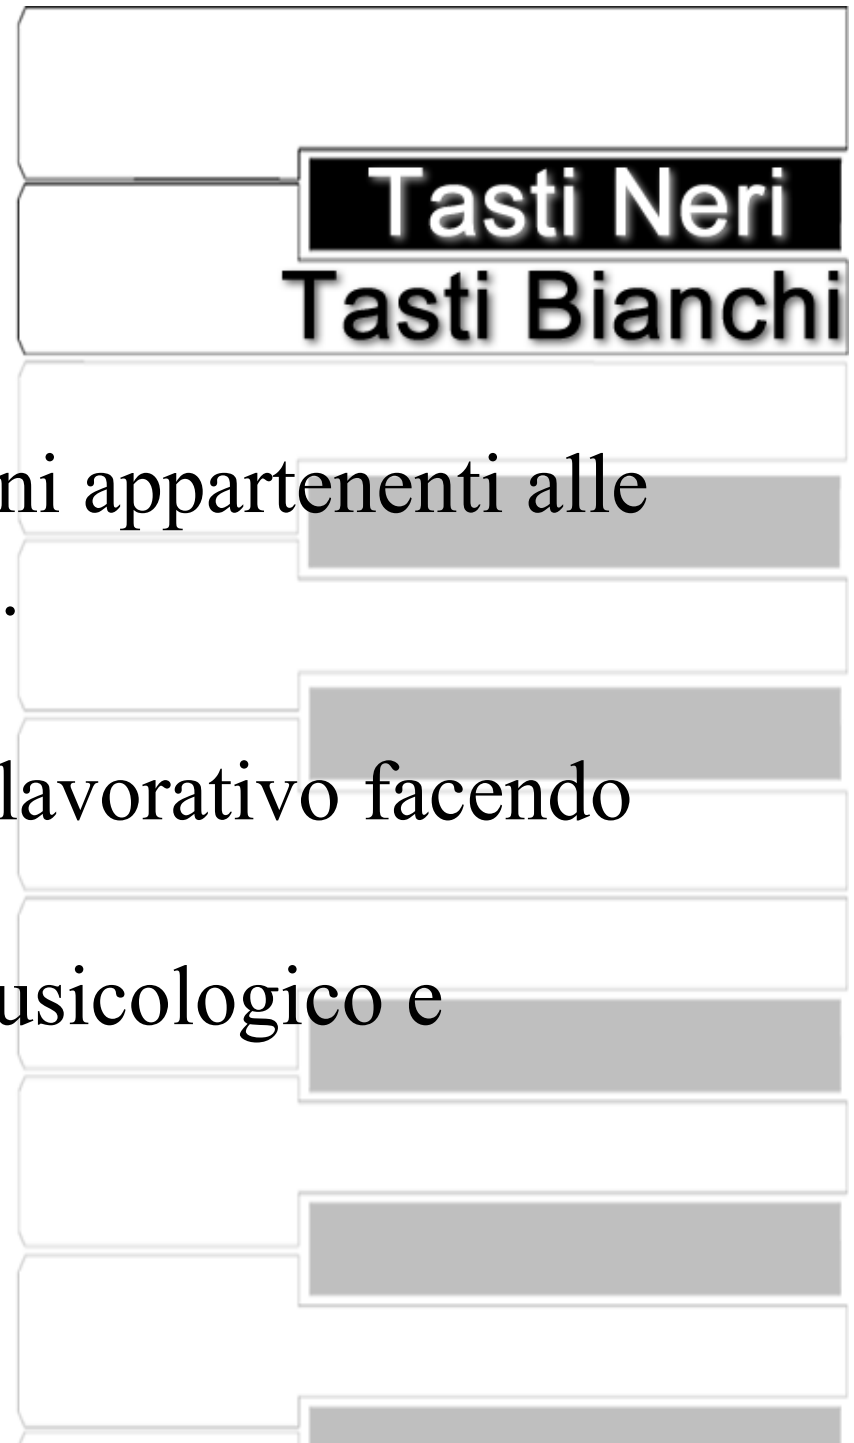 Tasti Neri
Tasti Bianchi
ni appartenenti alle
.
lavorativo facendo
usicologico e